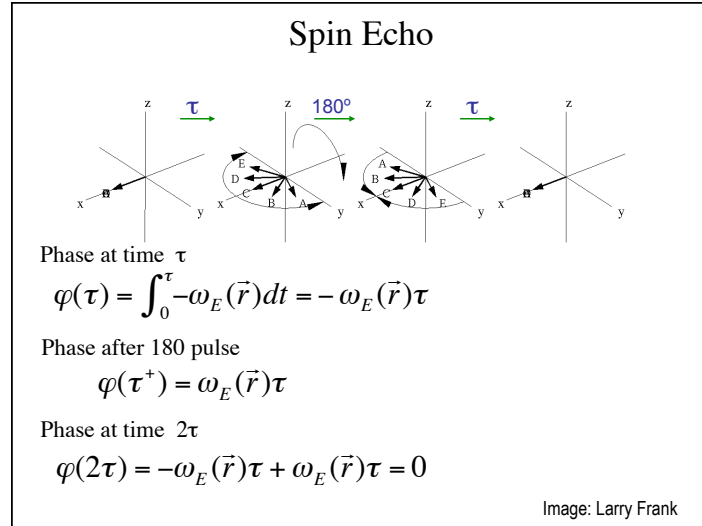 Spin Echo
τ
180º
τ
z
x
y
z
E
D
C
B
A
x
y
z
A
B
C
D
E
x
y
z
x
y
Phase at time τ
φ(τ) = ∫₀^τ −ω_E(r⃗)dt = − ω_E(r⃗)τ
Phase after 180 pulse
φ(τ⁺) = ω_E(r⃗)τ
Phase at time 2τ
φ(2τ) = −ω_E(r⃗)τ + ω_E(r⃗)τ = 0
Image: Larry Frank